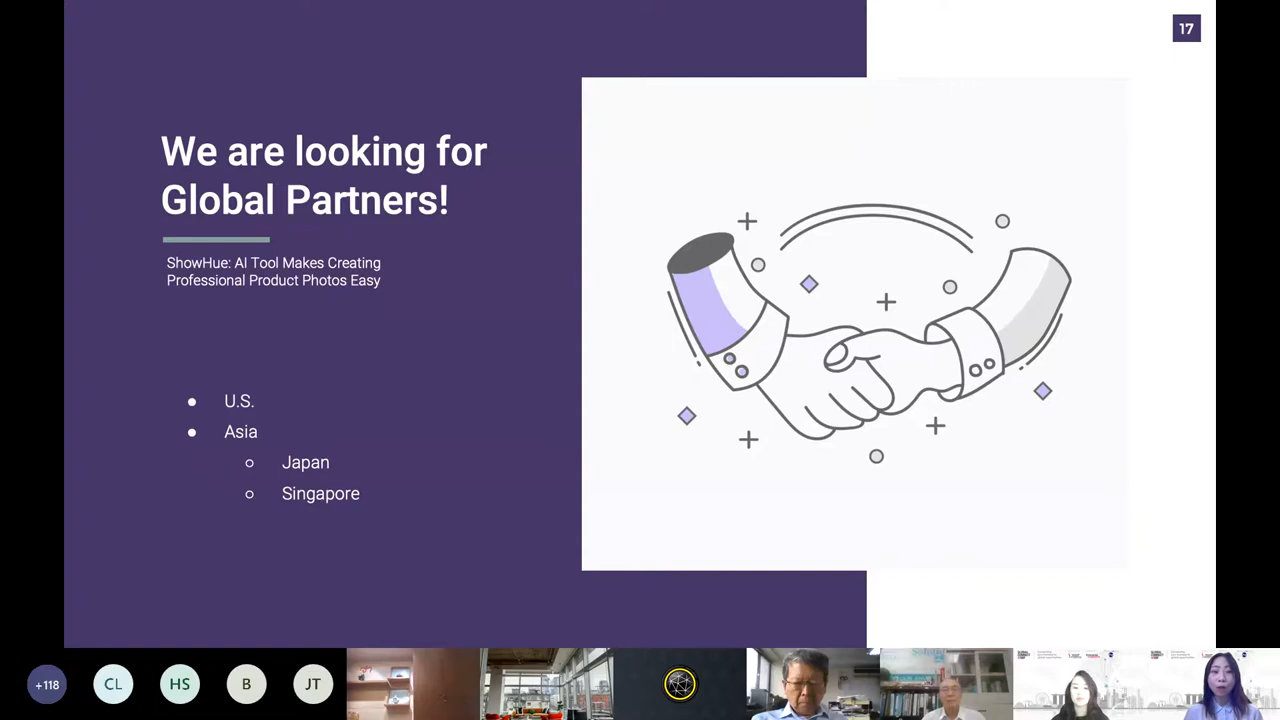 17
We are looking for
Global Partners!
ShowHue: AI Tool Makes Creating
Professional Product Photos Easy
● U.S.
● Asia
○ Japan
○ Singapore
+118
CL
HS
B
JT